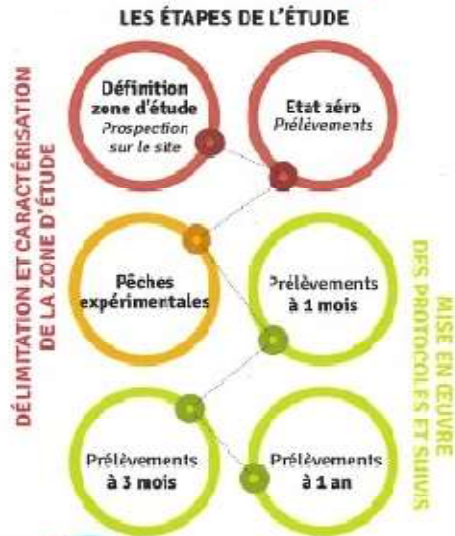 LES ÉTAPES DE L'ÉTUDE
DÉLIMITATION ET CARACTÉRISATION
DE LA ZONE D'ÉTUDE
Définition
zone d'étude
Prospection
sur le site
Etat zéro
Prélèvements
Pêches
expérimentales
Prélèvements
à 1 mois
Prélèvements
à 3 mois
Prélèvements
à 1 an
MISE EN ŒUVRE
DES PROTOCOLES ET SUIVIS